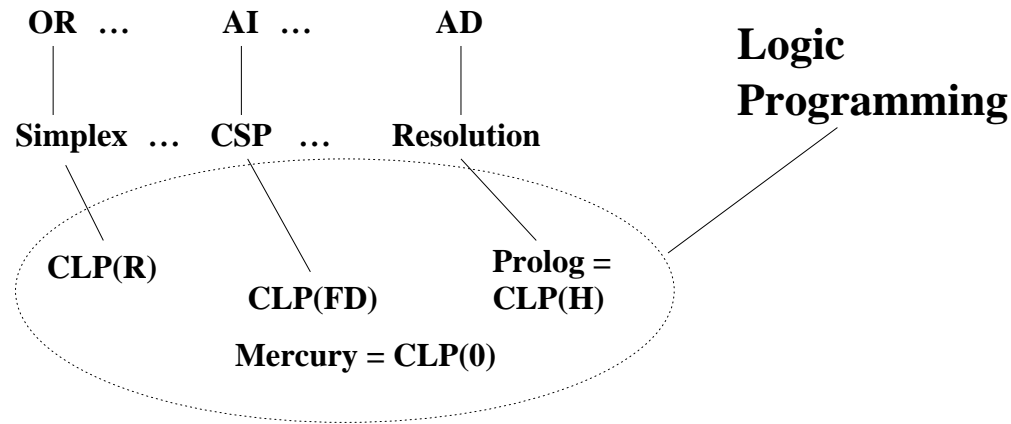 OR … AI … AD
Logic
Programming
Simplex … CSP … Resolution
CLP(R)
CLP(FD)
Prolog =
CLP(H)
Mercury = CLP(0)